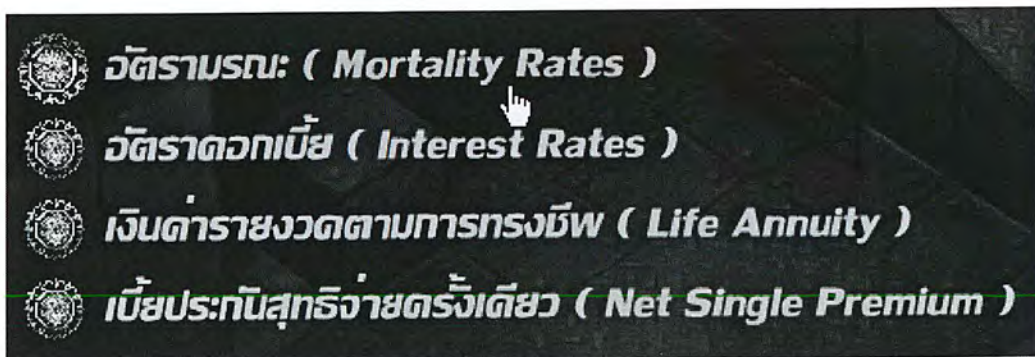 อัตรามรณะ ( Mortality Rates )
อัตราดอกเบี้ย ( Interest Rates )
เงินค่ารายงวดตามการทรงชีพ ( Life Annuity )
เบี้ยประกันสุทธิจ่ายครั้งเดียว ( Net Single Premium )